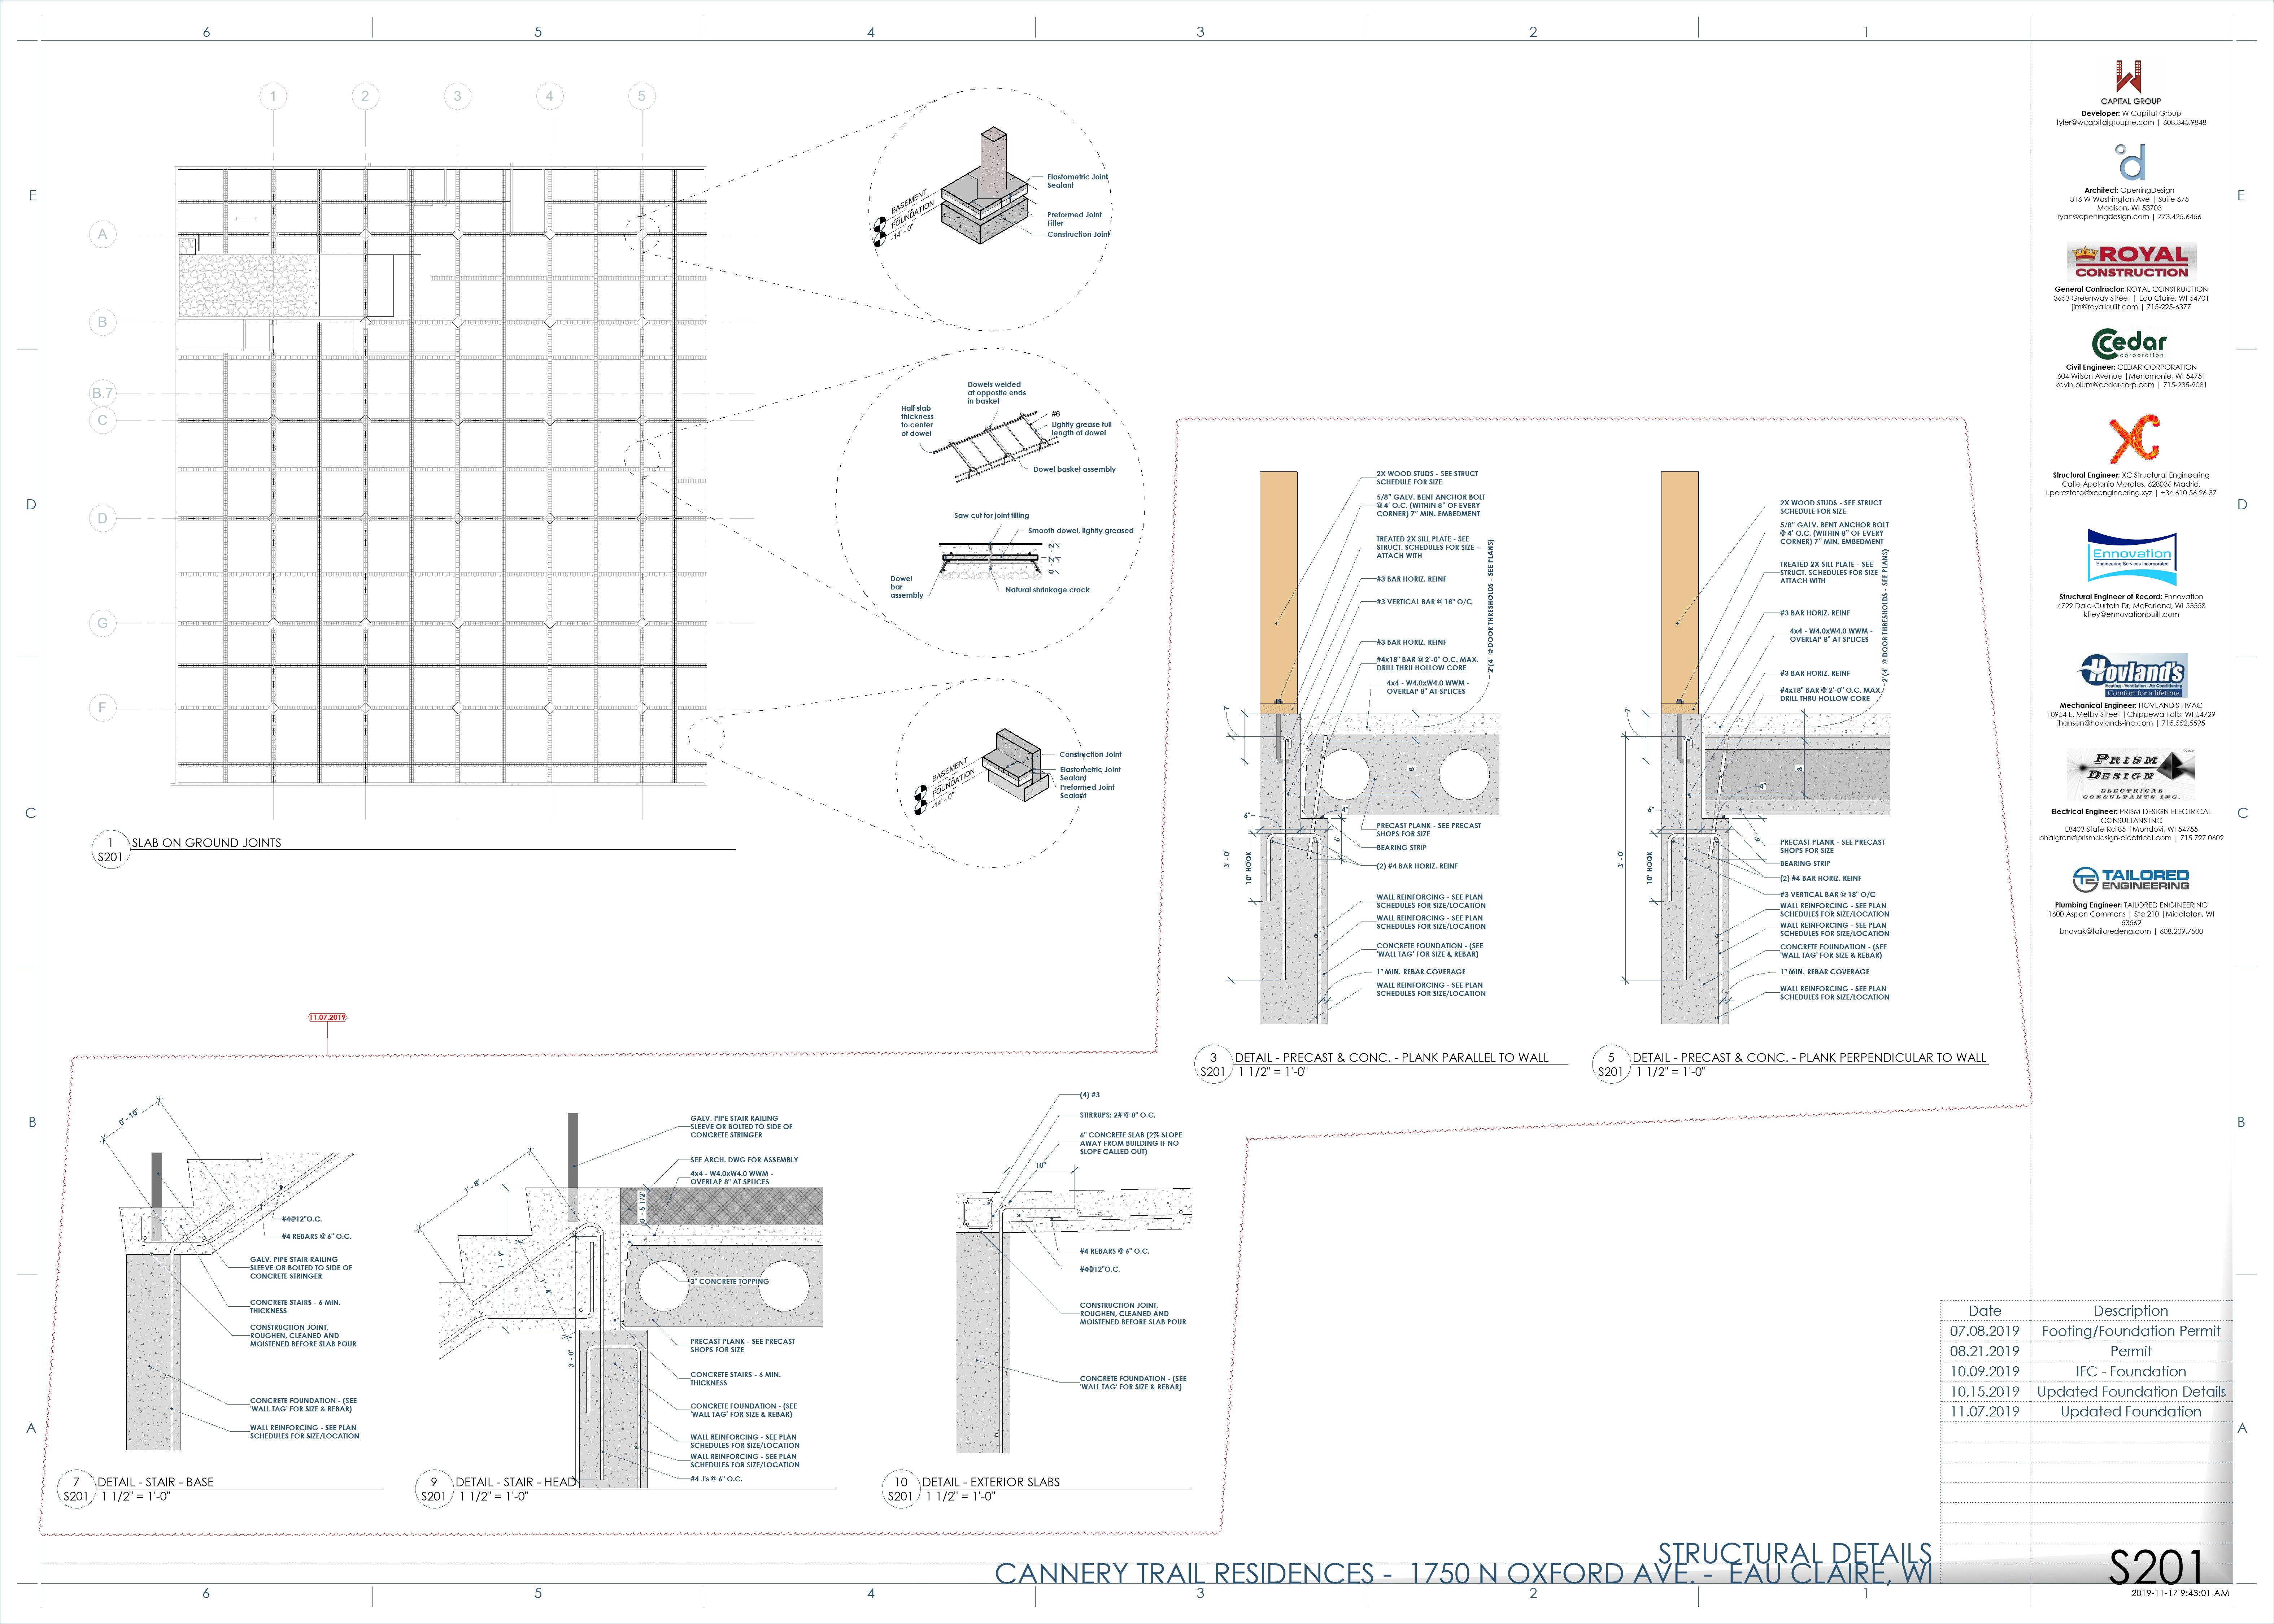 6 5 4 3 2 1
E
D
C
B
A
1 2 3 4 5
A
B
B.7
C
D
G
F
BASEMENT
FOUNDATION
-14' - 0"
Elastometric Joint
Sealant
Preformed Joint
Filler
Construction Joint
Dowels welded
at opposite ends
in basket
Half slab
thickness
to center
of dowel
#6
Lightly grease full
length of dowel
Dowel basket assembly
Saw cut for joint filling
Smooth dowel, lightly greased
Dowel
bar
assembly
Natural shrinkage crack
BASEMENT
FOUNDATION
-14' - 0"
Construction Joint
Elastometric Joint
Sealant
Preformed Joint
Sealant
1
S201
SLAB ON GROUND JOINTS
2X WOOD STUDS - SEE STRUCT
SCHEDULE FOR SIZE
5/8" GALV. BENT ANCHOR BOLT
@ 4' O.C. (WITHIN 8" OF EVERY
CORNER) 7" MIN. EMBEDMENT
TREATED 2X SILL PLATE - SEE
STRUCT. SCHEDULES FOR SIZE -
ATTACH WITH
#3 BAR HORIZ. REINF
#3 VERTICAL BAR @ 18" O/C
#3 BAR HORIZ. REINF
#4x18" BAR @ 2'-0" O.C. MAX.
DRILL THRU HOLLOW CORE
4x4 - W4.0xW4.0 WWM -
OVERLAP 8" AT SPLICES
2'(4' @ DOOR THRESHOLDS - SEE PLANS)
7"
8"
6"
4"
6"
3' - 0"
10" HOOK
PRECAST PLANK - SEE PRECAST
SHOPS FOR SIZE
BEARING STRIP
(2) #4 BAR HORIZ. REINF
WALL REINFORCING - SEE PLAN
SCHEDULES FOR SIZE/LOCATION
WALL REINFORCING - SEE PLAN
SCHEDULES FOR SIZE/LOCATION
CONCRETE FOUNDATION - (SEE
'WALL TAG' FOR SIZE & REBAR)
1" MIN. REBAR COVERAGE
WALL REINFORCING - SEE PLAN
SCHEDULES FOR SIZE/LOCATION
3
S201
DETAIL - PRECAST & CONC. - PLANK PARALLEL TO WALL
1 1/2" = 1'-0"
2X WOOD STUDS - SEE STRUCT
SCHEDULE FOR SIZE
5/8" GALV. BENT ANCHOR BOLT
@ 4' O.C. (WITHIN 8" OF EVERY
CORNER) 7" MIN. EMBEDMENT
TREATED 2X SILL PLATE - SEE
STRUCT. SCHEDULES FOR SIZE
ATTACH WITH
#3 BAR HORIZ. REINF
4x4 - W4.0xW4.0 WWM -
OVERLAP 8" AT SPLICES
#3 BAR HORIZ. REINF
#4x18" BAR @ 2'-0" O.C. MAX.
DRILL THRU HOLLOW CORE
2'(4' @ DOOR THRESHOLDS - SEE PLANS)
7"
8"
6"
4"
6"
3' - 0"
10" HOOK
PRECAST PLANK - SEE PRECAST
SHOPS FOR SIZE
BEARING STRIP
(2) #4 BAR HORIZ. REINF
#3 VERTICAL BAR @ 18" O/C
WALL REINFORCING - SEE PLAN
SCHEDULES FOR SIZE/LOCATION
WALL REINFORCING - SEE PLAN
SCHEDULES FOR SIZE/LOCATION
CONCRETE FOUNDATION - (SEE
'WALL TAG' FOR SIZE & REBAR)
1" MIN. REBAR COVERAGE
WALL REINFORCING - SEE PLAN
SCHEDULES FOR SIZE/LOCATION
5
S201
DETAIL - PRECAST & CONC. - PLANK PERPENDICULAR TO WALL
1 1/2" = 1'-0"
11.07.2019
0' - 10"
#4@12"O.C.
#4 REBARS @ 6" O.C.
GALV. PIPE STAIR RAILING
SLEEVE OR BOLTED TO SIDE OF
CONCRETE STRINGER
CONCRETE STAIRS - 6 MIN.
THICKNESS
CONSTRUCTION JOINT,
ROUGHEN, CLEANED AND
MOISTENED BEFORE SLAB POUR
CONCRETE FOUNDATION - (SEE
'WALL TAG' FOR SIZE & REBAR)
WALL REINFORCING - SEE PLAN
SCHEDULES FOR SIZE/LOCATION
7
S201
DETAIL - STAIR - BASE
1 1/2" = 1'-0"
GALV. PIPE STAIR RAILING
SLEEVE OR BOLTED TO SIDE OF
CONCRETE STRINGER
SEE ARCH. DWG FOR ASSEMBLY
4x4 - W4.0xW4.0 WWM -
OVERLAP 8" AT SPLICES
1' - 8"
0' - 5 1/2"
3' - 0"
3" CONCRETE TOPPING
PRECAST PLANK - SEE PRECAST
SHOPS FOR SIZE
CONCRETE STAIRS - 6 MIN.
THICKNESS
CONCRETE FOUNDATION - (SEE
'WALL TAG' FOR SIZE & REBAR)
WALL REINFORCING - SEE PLAN
SCHEDULES FOR SIZE/LOCATION
WALL REINFORCING - SEE PLAN
SCHEDULES FOR SIZE/LOCATION
#4 J's @ 6" O.C.
9
S201
DETAIL - STAIR - HEAD
1 1/2" = 1'-0"
(4) #3
STIRRUPS: 2# @ 8" O.C.
6" CONCRETE SLAB (2% SLOPE
AWAY FROM BUILDING IF NO
SLOPE CALLED OUT)
10"
#4 REBARS @ 6" O.C.
#4@12"O.C.
CONSTRUCTION JOINT,
ROUGHEN, CLEANED AND
MOISTENED BEFORE SLAB POUR
CONCRETE FOUNDATION - (SEE
'WALL TAG' FOR SIZE & REBAR)
10
S201
DETAIL - EXTERIOR SLABS
1 1/2" = 1'-0"
CAPITAL GROUP
Developer: W Capital Group
tyler@wcapitalgroupre.com | 608.345.9848
Architect: OpeningDesign
316 W Washington Ave | Suite 675
Madison, WI 53703
ryan@openingdesign.com | 773.425.6456
ROYAL
CONSTRUCTION
General Contractor: ROYAL CONSTRUCTION
3653 Greenway Street | Eau Claire, WI 54701
jim@royalbuilt.com | 715-225-6377
Cedar
corporation
Civil Engineer: CEDAR CORPORATION
604 Wilson Avenue |Menomonie, WI 54751
kevin.oium@cedarcorp.com | 715-235-9081
XC
Structural Engineer: XC Structural Engineering
Calle Apolonio Morales, 628036 Madrid,
l.pereztato@xcengineering.xyz | +34 610 56 26 37
Ennovation
Engineering Services Incorporated
Structural Engineer of Record: Ennovation
4729 Dale-Curtain Dr, McFarland, WI 53558
kfrey@ennovationbuilt.com
Hovland's
Heating - Ventilation - Air Conditioning
Comfort for a lifetime.
Mechanical Engineer: HOVLAND'S HVAC
10954 E. Melby Street |Chippewa Falls, WI 54729
jhansen@hovlands-inc.com | 715.552.5595
PRISM
DESIGN
ELECTRICAL
CONSULTANTS INC.
Electrical Engineer: PRISM DESIGN ELECTRICAL
CONSULTANS INC
E8403 State Rd 85 |Mondovi, WI 54755
bhalgren@prismdesign-electrical.com | 715.797.0602
TE TAILORED
ENGINEERING
Plumbing Engineer: TAILORED ENGINEERING
1600 Aspen Commons | Ste 210 |Middleton, WI
53562
bnovak@tailoredeng.com | 608.209.7500
Date Description
07.08.2019 Footing/Foundation Permit
08.21.2019 Permit
10.09.2019 IFC - Foundation
10.15.2019 Updated Foundation Details
11.07.2019 Updated Foundation
STRUCTURAL DETAILS
CANNERY TRAIL RESIDENCES - 1750 N OXFORD AVE. - EAU CLAIRE, WI
S201
2019-11-17 9:43:01 AM
E
D
C
B
A
6 5 4 3 2 1